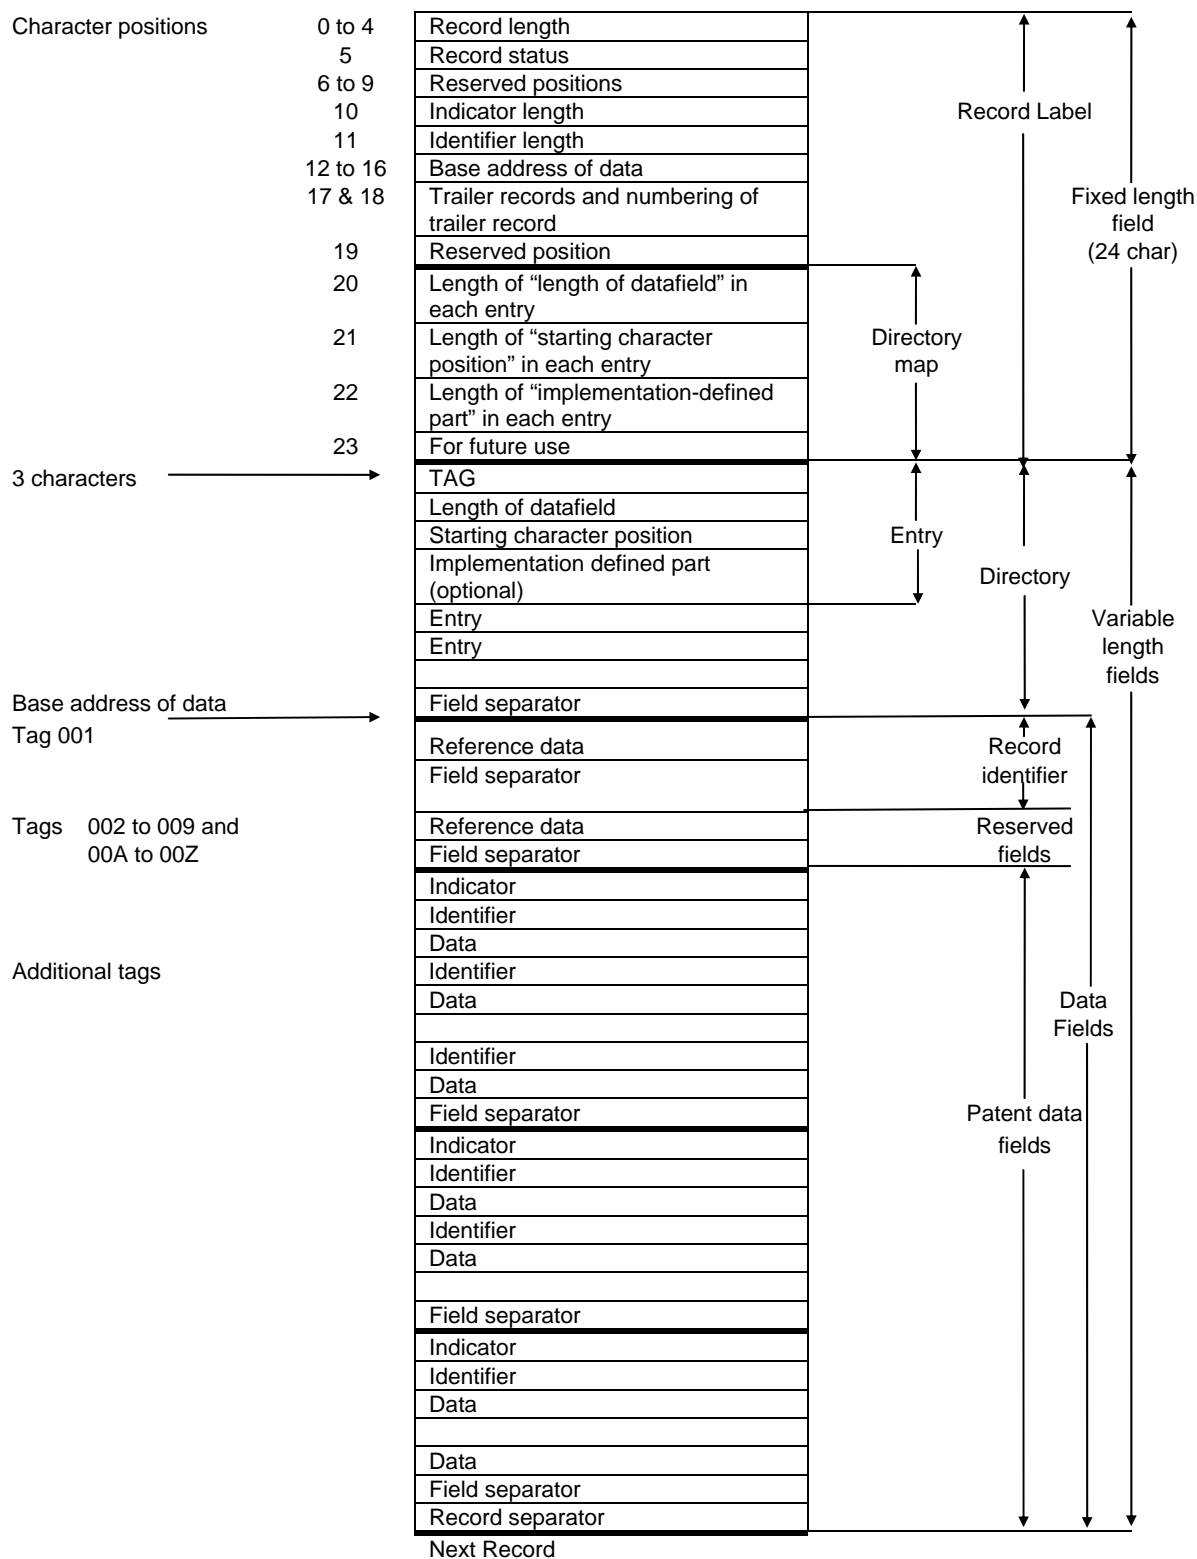 Character positions 0 to 4 Record length
5 Record status
6 to 9 Reserved positions
10 Indicator length Record Label
11 Identifier length
12 to 16 Base address of data
17 & 18 Trailer records and numbering of Fixed length
trailer record field
19 Reserved position (24 char)
20 Length of “length of datafield” in
each entry
21 Length of “starting character Directory
position” in each entry map
22 Length of “implementation-defined
part” in each entry
23 For future use
3 characters TAG
Length of datafield
Starting character position Entry
Implementation defined part
(optional) Directory
Entry Variable
Entry length
fields
Base address of data Field separator
Tag 001
Reference data Record
Field separator identifier
Tags 002 to 009 and Reference data Reserved
00A to 00Z Field separator fields
Indicator
Identifier
Data
Additional tags Identifier
Data Data
Fields
Identifier
Data
Field separator Patent data
Indicator fields
Identifier
Data
Identifier
Data
Field separator
Indicator
Identifier
Data
Data
Field separator
Record separator
Next Record